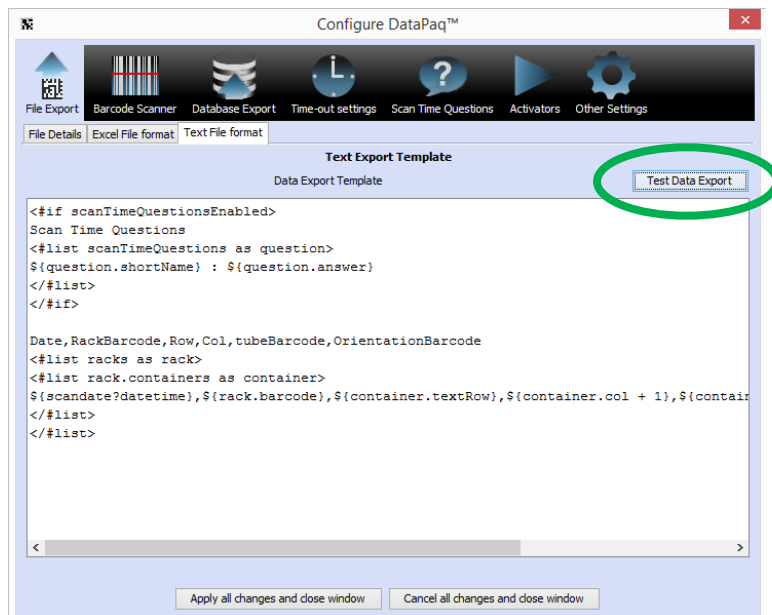 Configure DataPaq™
File Export Barcode Scanner Database Export Time-out settings Scan Time Questions Activators Other Settings
File Details Excel File format Text File format
Text Export Template
Data Export Template Test Data Export
<#if scanTimeQuestionsEnabled>
Scan Time Questions
<#list scanTimeQuestions as question>
${question.shortName} : ${question.answer}
</#list>
</#if>
Date,RackBarcode,Row,Col,tubeBarcode,OrientationBarcode
<#list racks as rack>
<#list rack.containers as container>
${scandate?datetime},${rack.barcode},${container.textRow},${container.col + 1},${contain
</#list>
</#list>
Apply all changes and close window Cancel all changes and close window